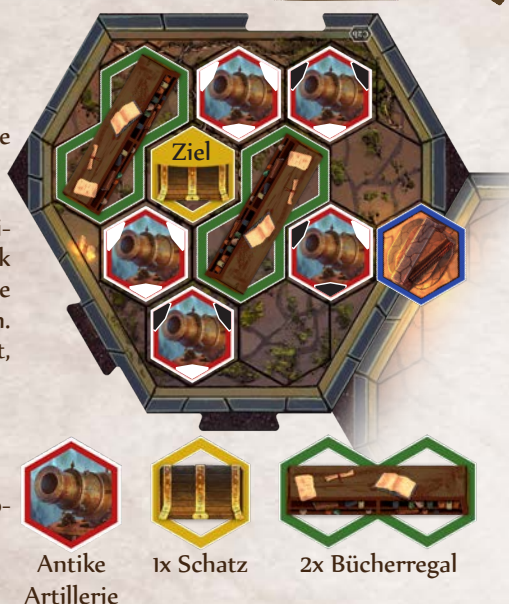 Ziel
Antike
Artillerie
1x Schatz
2x Bücherregal